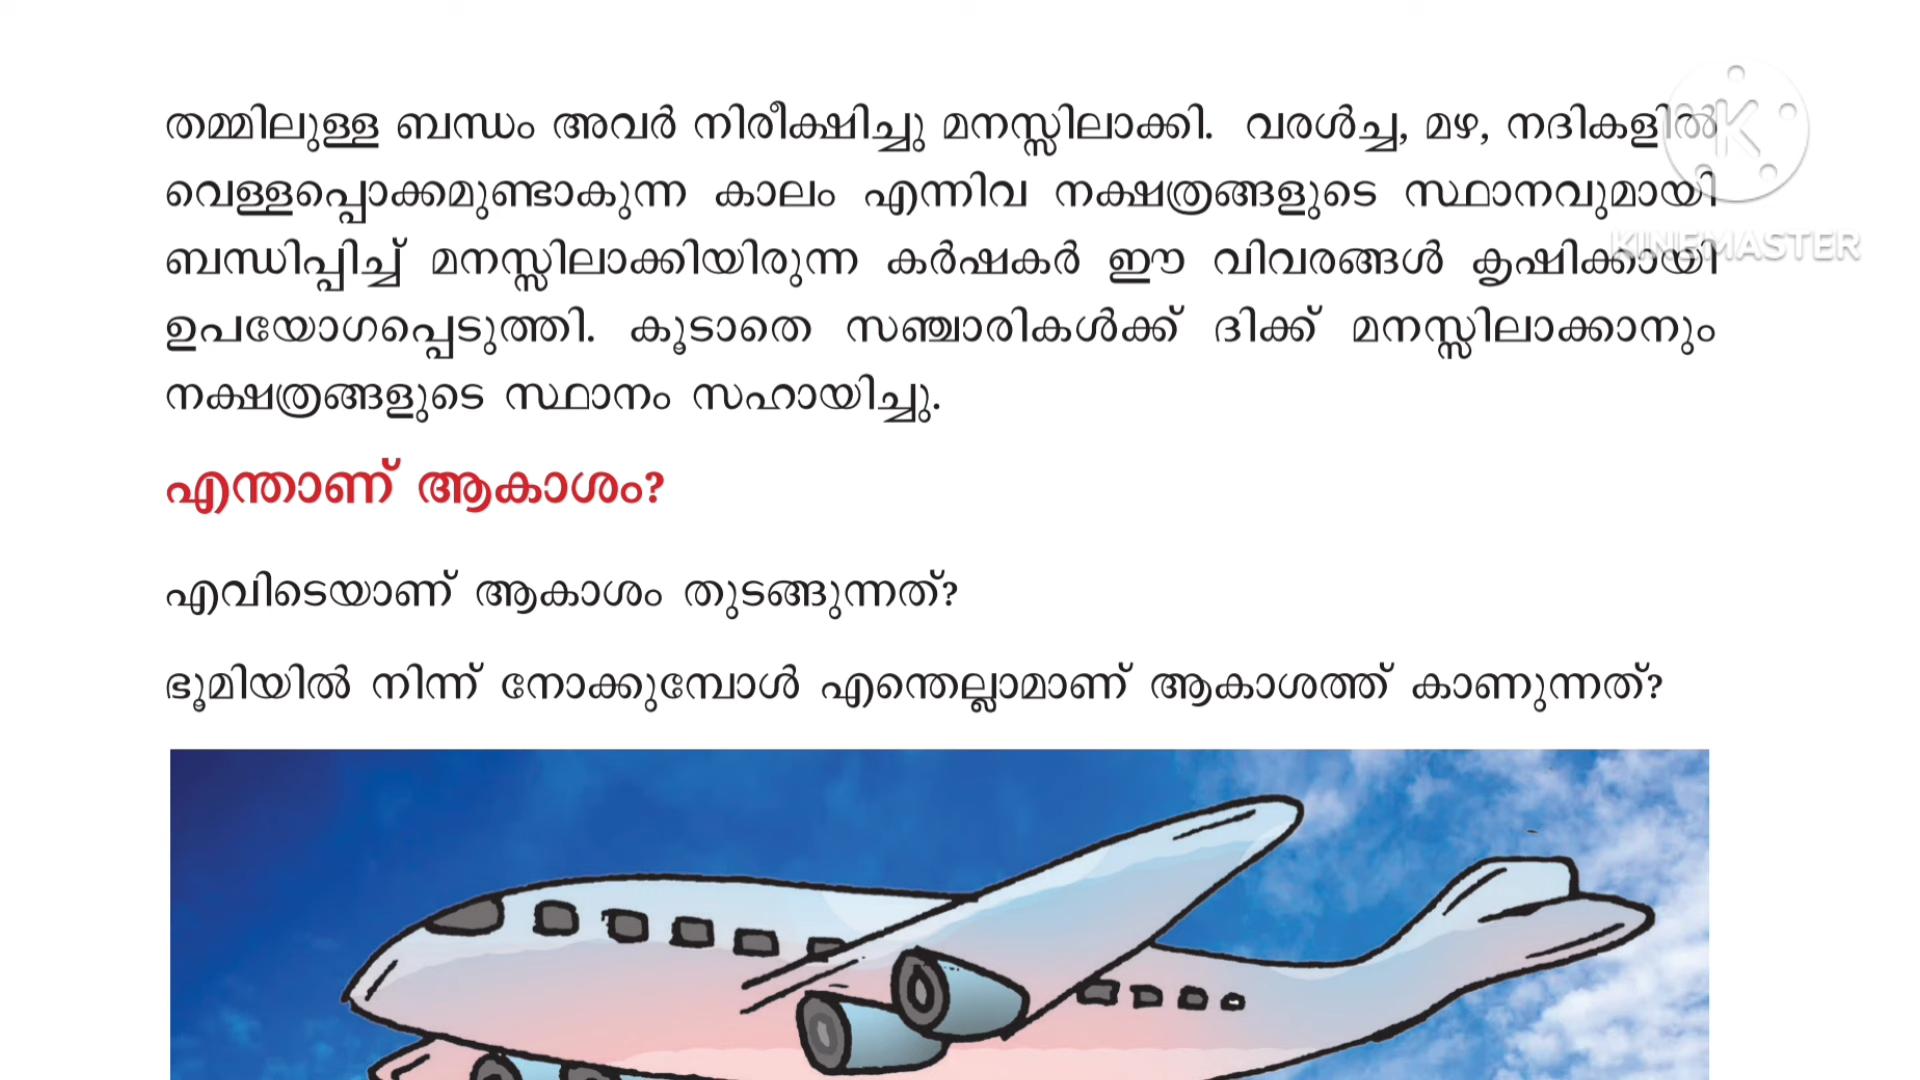 തമ്മിലുള്ള ബന്ധം അവർ നിരീക്ഷിച്ചു മനസ്സിലാക്കി. വരൾച്ച, മഴ, നദികളിൽ
വെള്ളപ്പൊക്കമുണ്ടാകുന്ന കാലം എന്നിവ നക്ഷത്രങ്ങളുടെ സ്ഥാനവുമായി
ബന്ധിപ്പിച്ച് മനസ്സിലാക്കിയിരുന്ന കർഷകർ ഈ വിവരങ്ങൾ കൃഷിക്കായി
ഉപയോഗപ്പെടുത്തി. കൂടാതെ സഞ്ചാരികൾക്ക് ദിക്ക് മനസ്സിലാക്കാനും
നക്ഷത്രങ്ങളുടെ സ്ഥാനം സഹായിച്ചു.
എന്താണ് ആകാശം?
എവിടെയാണ് ആകാശം തുടങ്ങുന്നത്?
ഭൂമിയിൽ നിന്ന് നോക്കുമ്പോൾ എന്തെല്ലാമാണ് ആകാശത്ത് കാണുന്നത്?
K
KINEMASTER